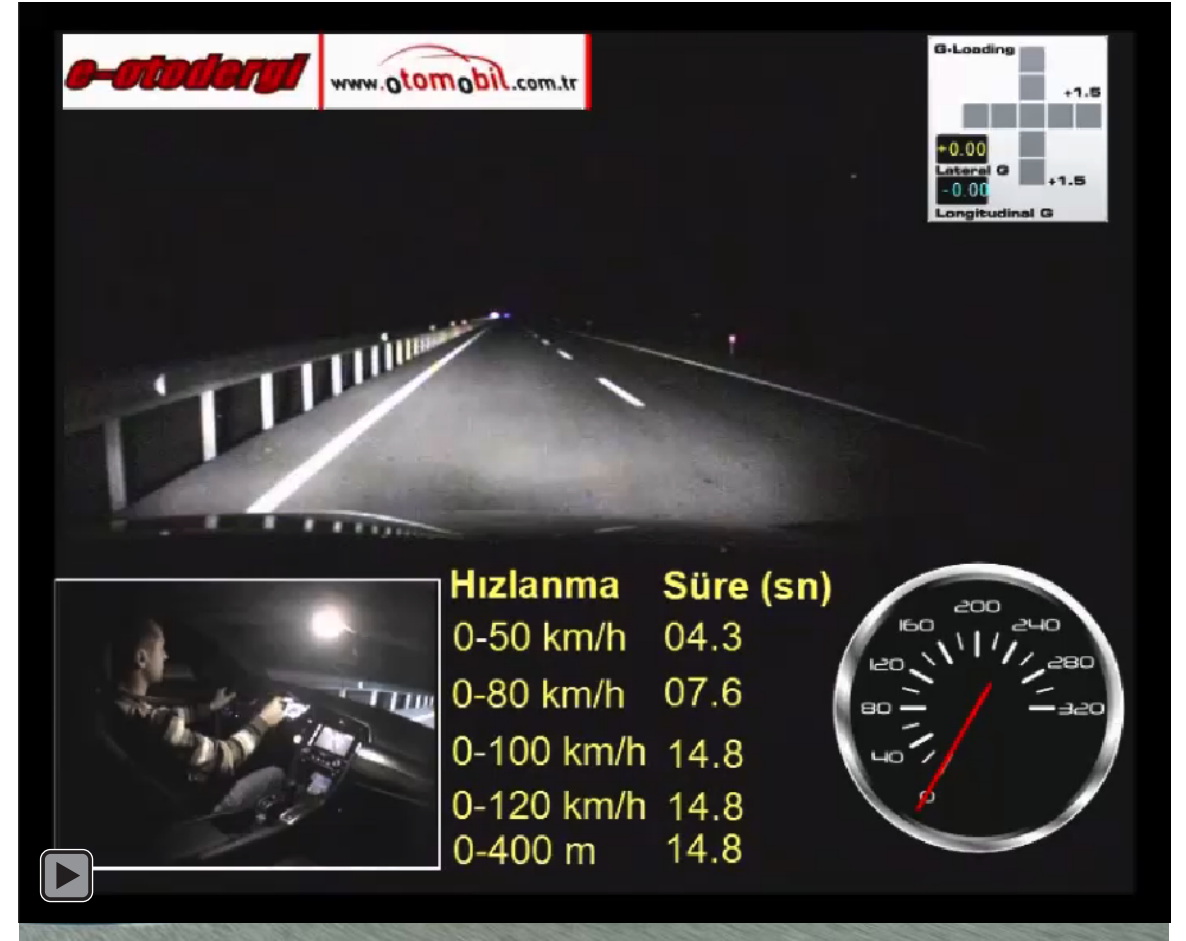 e-otodergi
www.otomobil.com.tr
G-Loading
+1.5
+0.00
Lateral G
-0.00
+1.5
Longitudinal G
Hızlanma Süre (sn)
0-50 km/h 04.3
0-80 km/h 07.6
0-100 km/h 14.8
0-120 km/h 14.8
0-400 m 14.8
200
160 240
120 280
80 320
40
0